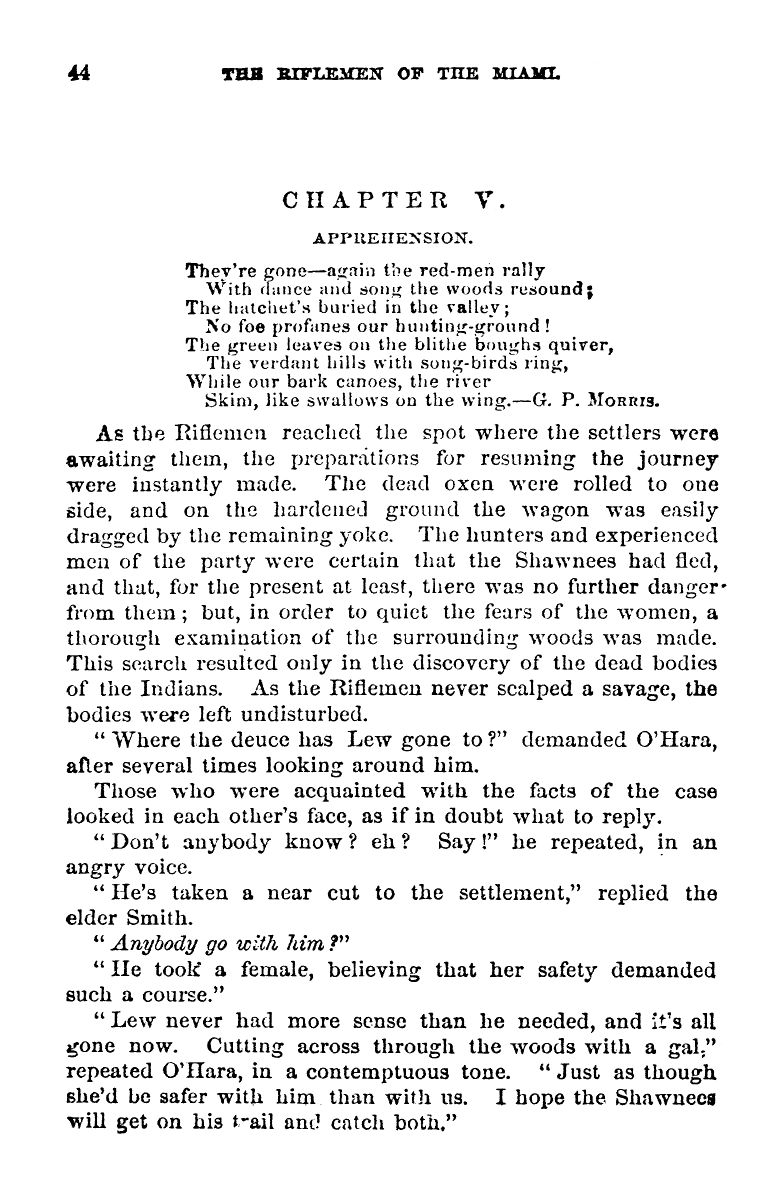 44 THE RIFLEMEN OF THE MIAMI.
CHAPTER V.
APPREHENSION.
They're gone—again the red-men rally
With dance and song the woods resound;
The hatchet's buried in the valley;
No foe profanes our hunting-ground!
The green leaves on the blithe boughs quiver,
The verdant hills with song-birds ring,
While our bark canoes, the river
Skim, like swallows on the wing.—G. P. MORRIS.
As the Riflemen reached the spot where the settlers were
awaiting them, the preparations for resuming the journey
were instantly made. The dead oxen were rolled to one
side, and on the hardened ground the wagon was easily
dragged by the remaining yoke. The hunters and experienced
men of the party were certain that the Shawnees had fled,
and that, for the present at least, there was no further danger
from them; but, in order to quiet the fears of the women, a
thorough examination of the surrounding woods was made.
This search resulted only in the discovery of the dead bodies
of the Indians. As the Riflemen never scalped a savage, the
bodies were left undisturbed.
"Where the deuce has Lew gone to?" demanded O'Hara,
after several times looking around him.
Those who were acquainted with the facts of the case
looked in each other's face, as if in doubt what to reply.
"Don't anybody know? eh? Say!" he repeated, in an
angry voice.
"He's taken a near cut to the settlement," replied the
elder Smith.
"Anybody go with him?"
"He took a female, believing that her safety demanded
such a course."
"Lew never had more sense than he needed, and it's all
gone now. Cutting across through the woods with a gal;"
repeated O'Hara, in a contemptuous tone. "Just as though
she'd be safer with him than with us. I hope the Shawnees
will get on his trail and catch both."